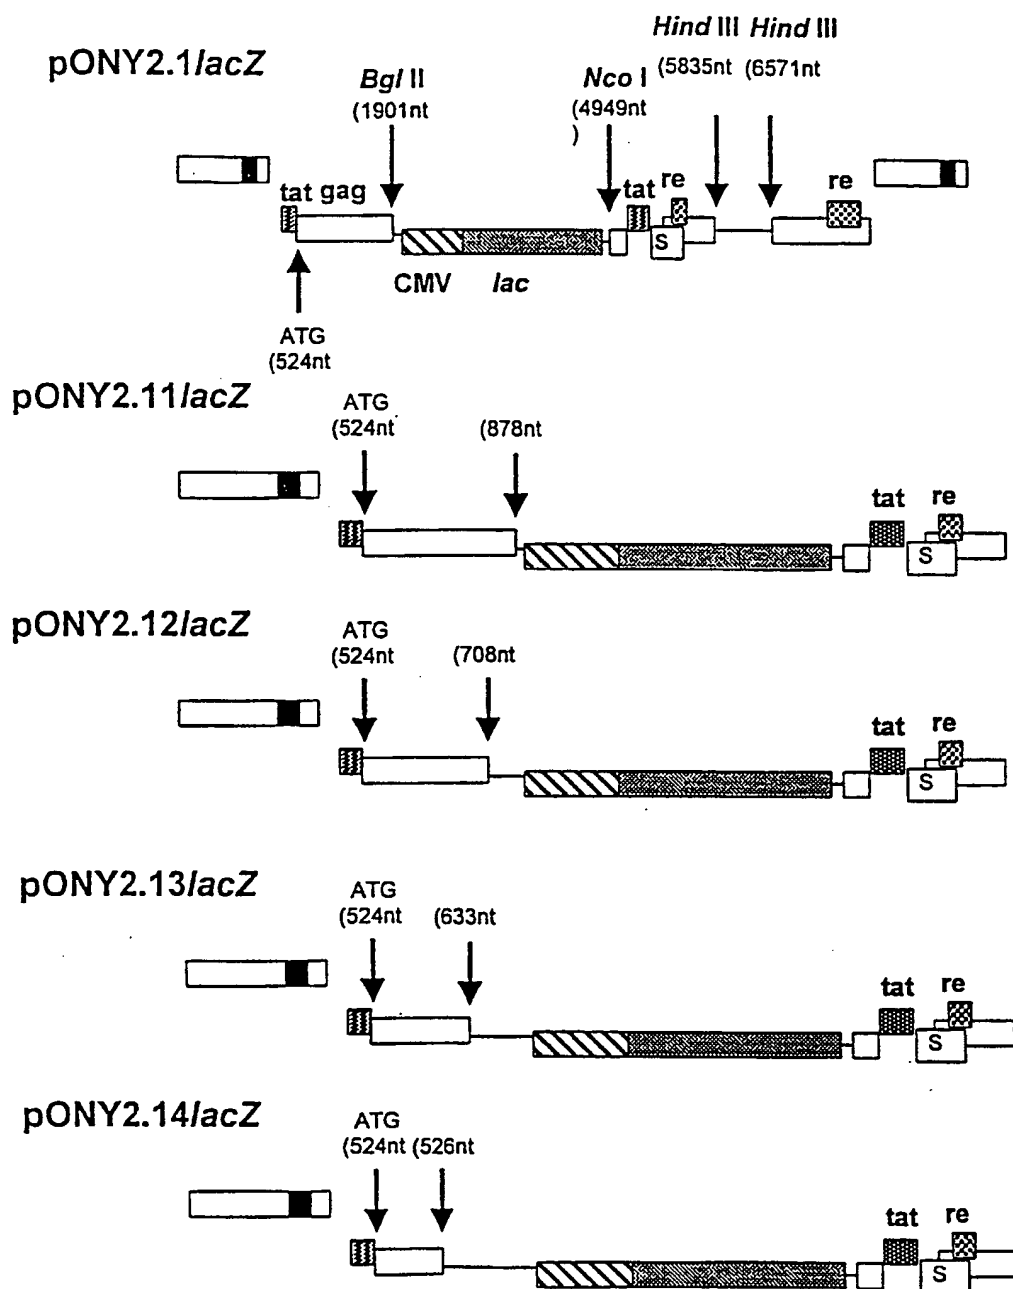 pONY2.1lacZ
Hind III Hind III
(5835nt (6571nt
Bgl II
(1901nt
Nco I
(4949nt
)
tat gag
tat
re
re
S
CMV lac
ATG
(524nt
pONY2.11lacZ
ATG
(524nt (878nt
tat re
S
pONY2.12lacZ
ATG
(524nt (708nt
tat re
S
pONY2.13lacZ
ATG
(524nt (633nt
tat re
S
pONY2.14lacZ
ATG
(524nt (526nt
tat re
S